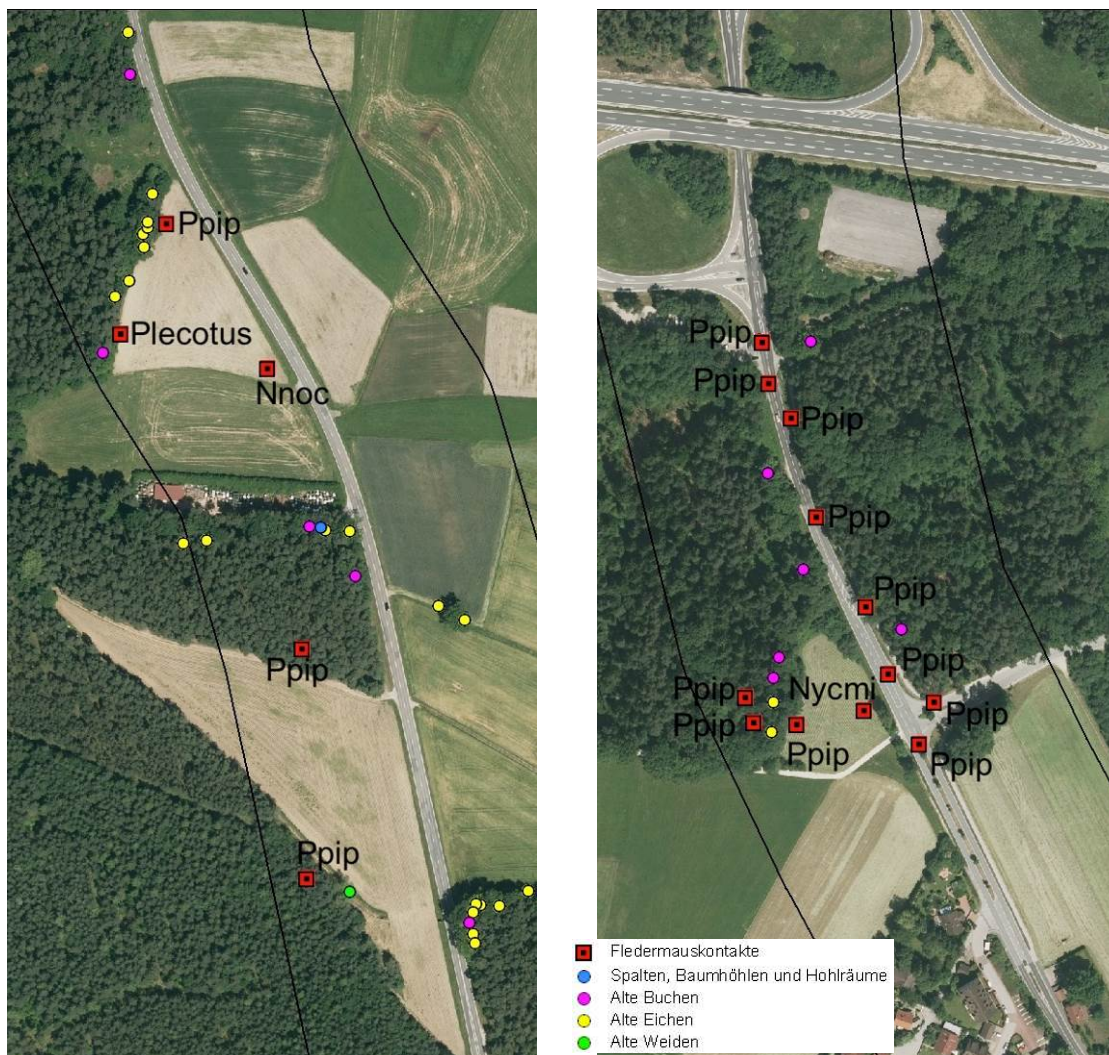 Ppip
Plecotus
Nnoc
Ppip
Ppip
Ppip
Ppip
Ppip
Ppip
Ppip
Ppip
Ppip
Nycmi
Ppip
Ppip
Ppip
Ppip
Fledermauskontakte
Spalten, Baumhöhlen und Hohlräume
Alte Buchen
Alte Eichen
Alte Weiden